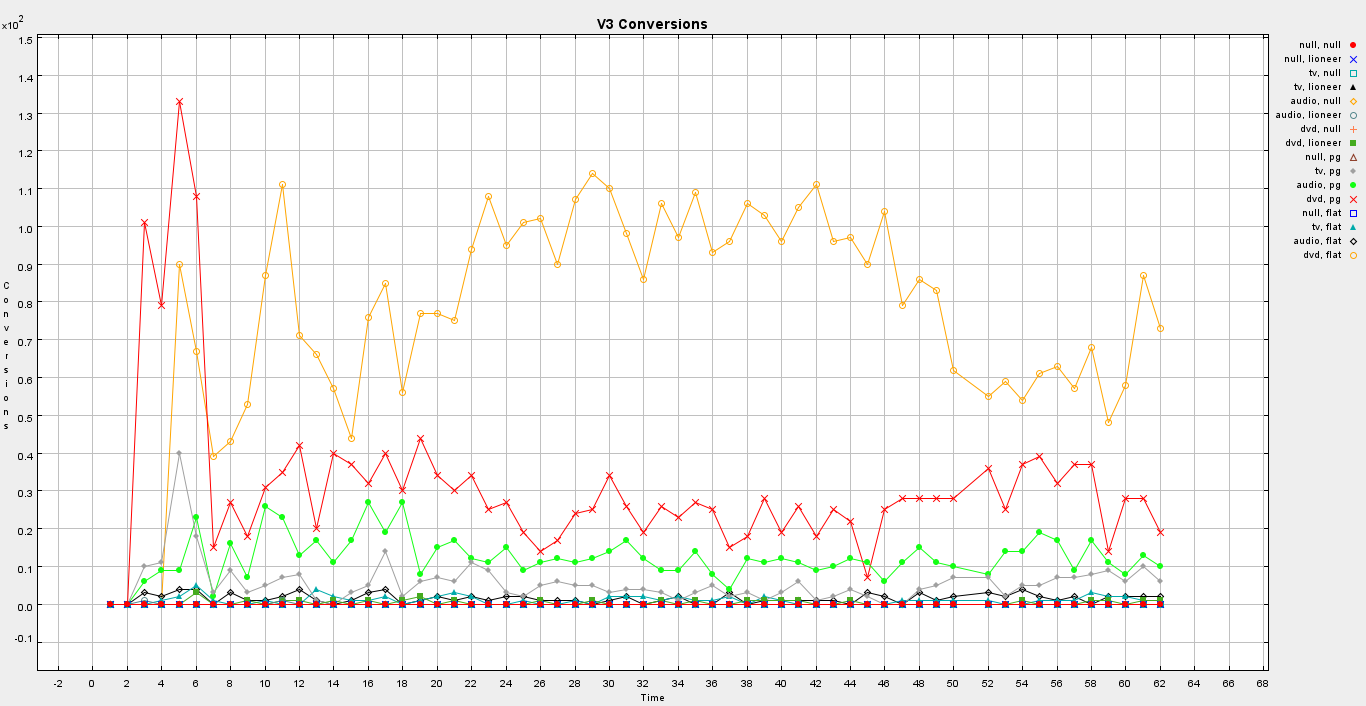 V3 Conversions
×10²
1.5
1.4
1.3
1.2
1.1
1.0
0.9
0.8
0.7
0.6
0.5
0.4
0.3
0.2
0.1
0.0
-0.1
Conversions
-2 0 2 4 6 8 10 12 14 16 18 20 22 24 26 28 30 32 34 36 38 40 42 44 46 48 50 52 54 56 58 60 62 64 66 68
Time
null, null
null, lioneer
tv, null
tv, lioneer
audio, null
audio, lioneer
dvd, null
dvd, lioneer
null, pg
tv, pg
audio, pg
dvd, pg
null, flat
tv, flat
audio, flat
dvd, flat